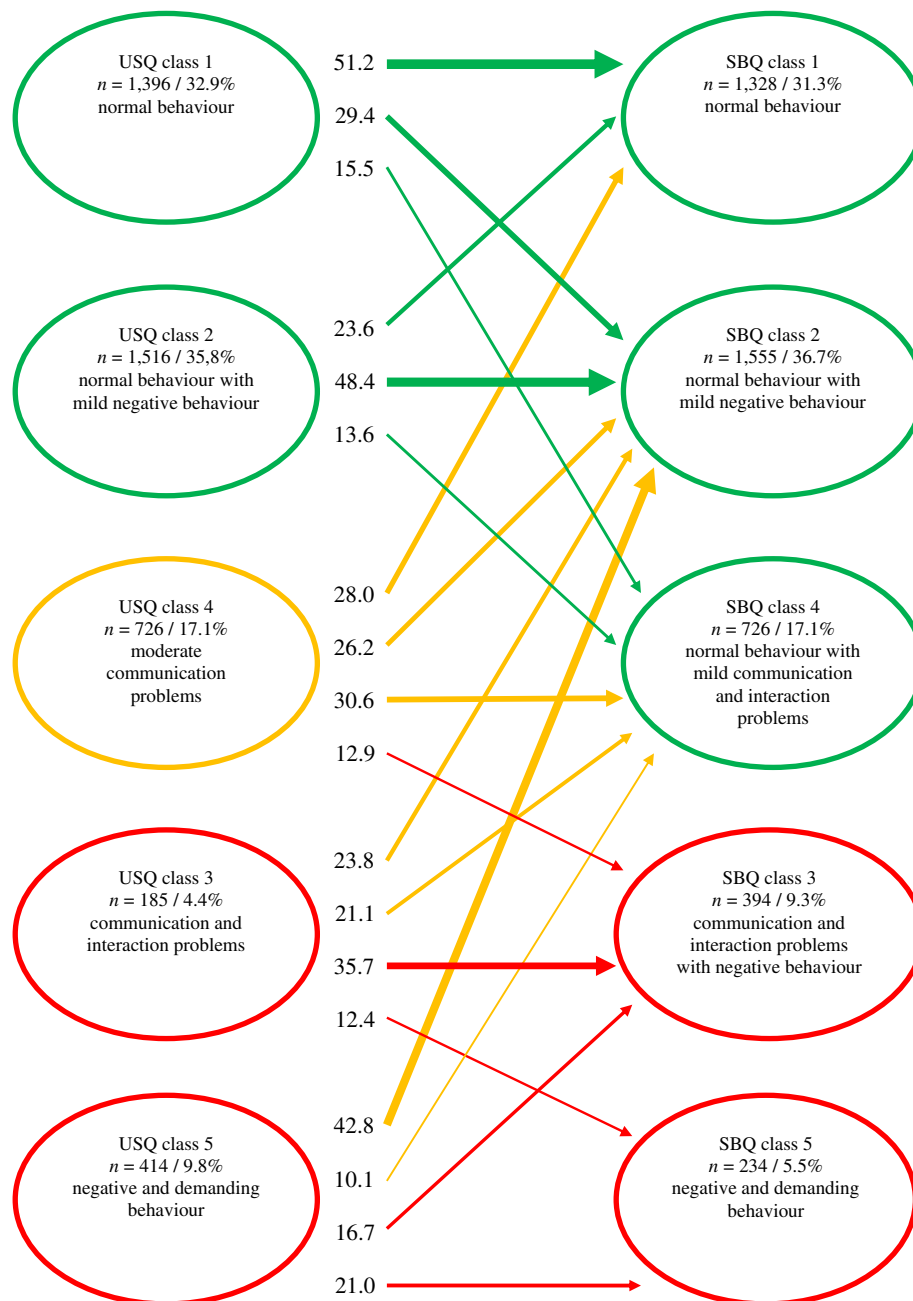 USQ class 1
n = 1,396 / 32.9%
normal behaviour
51.2
29.4
15.5
SBQ class 1
n = 1,328 / 31.3%
normal behaviour
USQ class 2
n = 1,516 / 35,8%
normal behaviour with
mild negative behaviour
23.6
48.4
13.6
SBQ class 2
n = 1,555 / 36.7%
normal behaviour with
mild negative behaviour
USQ class 4
n = 726 / 17.1%
moderate
communication
problems
28.0
26.2
30.6
12.9
SBQ class 4
n = 726 / 17.1%
normal behaviour with
mild communication
and interaction
problems
USQ class 3
n = 185 / 4.4%
communication and
interaction problems
23.8
21.1
35.7
12.4
SBQ class 3
n = 394 / 9.3%
communication and
interaction problems
with negative behaviour
USQ class 5
n = 414 / 9.8%
negative and demanding
behaviour
42.8
10.1
16.7
21.0
SBQ class 5
n = 234 / 5.5%
negative and demanding
behaviour